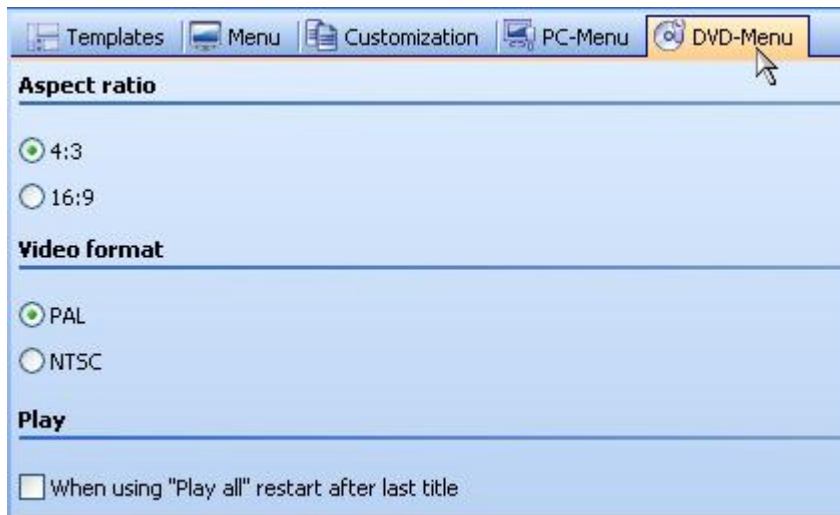 Templates Menu Customization PC-Menu DVD-Menu
Aspect ratio
4:3
16:9
Video format
PAL
NTSC
Play
When using "Play all" restart after last title